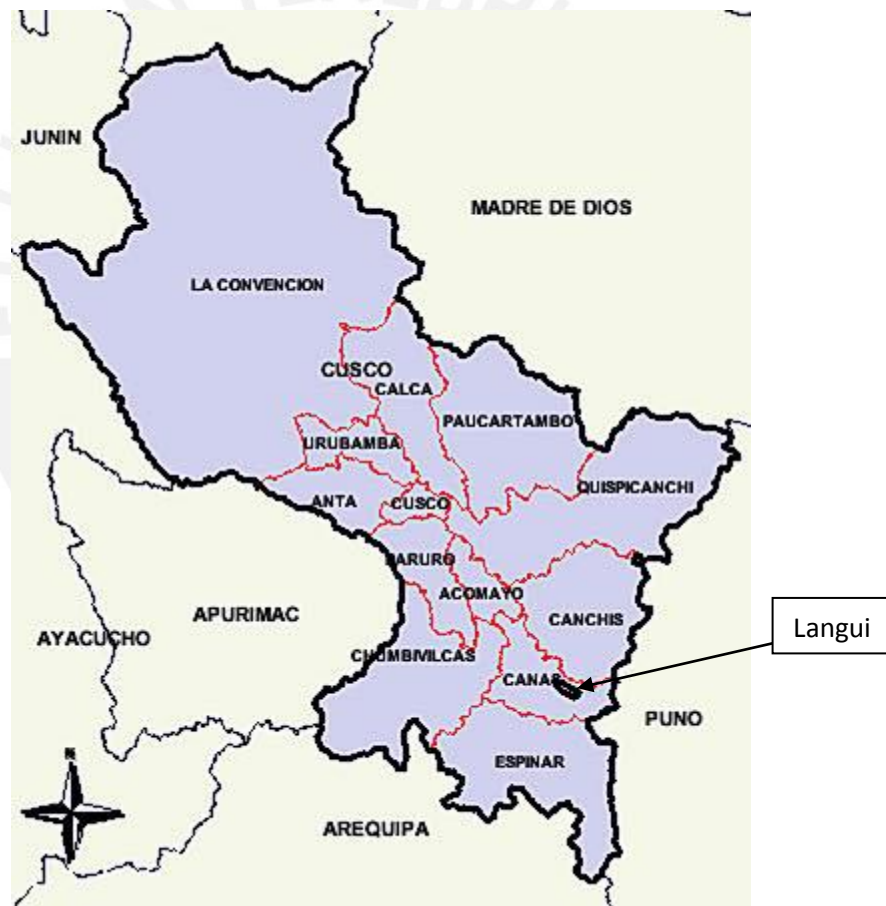 JUNIN
MADRE DE DIOS
LA CONVENCION
CUSCO
CALCA
PAUCARTAMBO
URUBAMBA
QUISPICANCHI
ANTA
CUSCO
PARURO
ACOMAYO
APURIMAC
CANCHIS
Langui
AYACUCHO
CHUMBIVILCAS
CANAS
PUNO
ESPINAR
N
AREQUIPA